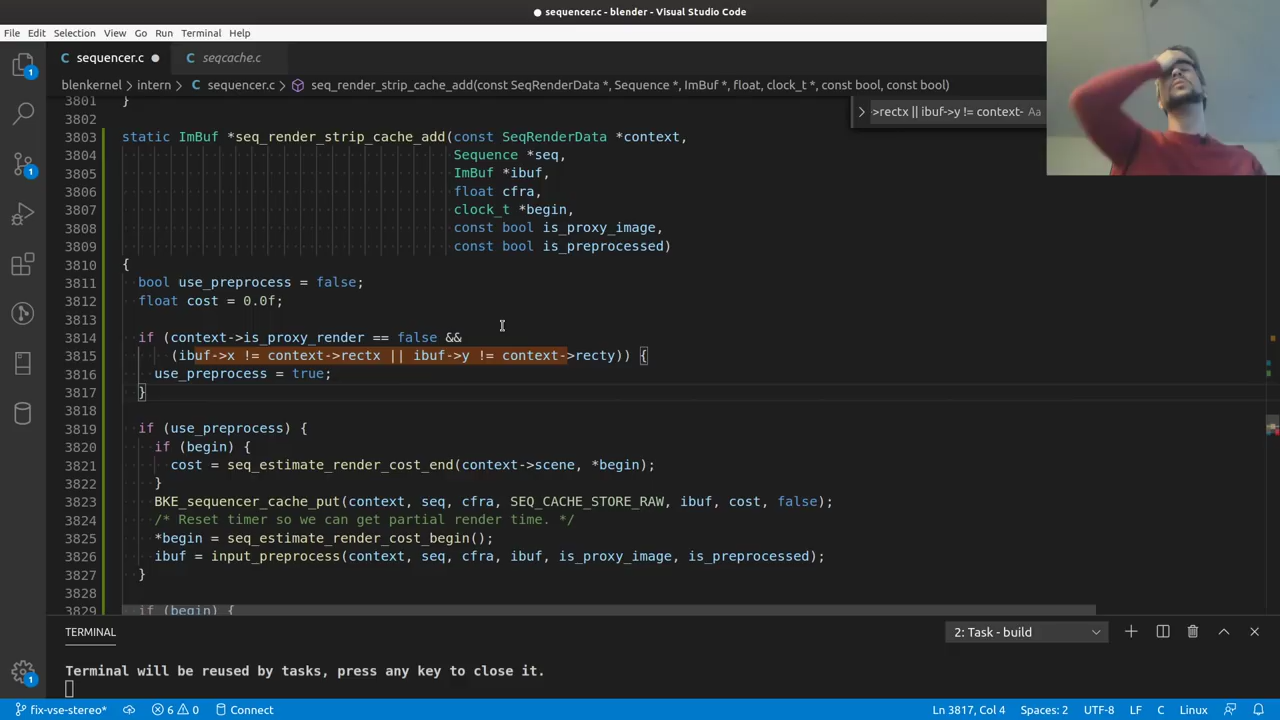 ● sequencer.c - blender - Visual Studio Code
File Edit Selection View Go Run Terminal Help
C sequencer.c ● C seqcache.c
blenkernel > intern > C sequencer.c > seq_render_strip_cache_add(const SeqRenderData *, Sequence *, ImBuf *, float, clock_t *, const bool, const bool)
->rectx || ibuf->y != context- Aa
3801 }
3802
3803 static ImBuf *seq_render_strip_cache_add(const SeqRenderData *context,
3804 Sequence *seq,
3805 ImBuf *ibuf,
3806 float cfra,
3807 clock_t *begin,
3808 const bool is_proxy_image,
3809 const bool is_preprocessed)
3810 {
3811 bool use_preprocess = false;
3812 float cost = 0.0f;
3813
3814 if (context->is_proxy_render == false &&
3815 (ibuf->x != context->rectx || ibuf->y != context->recty)) {
3816 use_preprocess = true;
3817 }
3818
3819 if (use_preprocess) {
3820 if (begin) {
3821 cost = seq_estimate_render_cost_end(context->scene, *begin);
3822 }
3823 BKE_sequencer_cache_put(context, seq, cfra, SEQ_CACHE_STORE_RAW, ibuf, cost, false);
3824 /* Reset timer so we can get partial render time. */
3825 *begin = seq_estimate_render_cost_begin();
3826 ibuf = input_preprocess(context, seq, cfra, ibuf, is_proxy_image, is_preprocessed);
3827 }
3828
3829 if (begin) {
TERMINAL 2: Task - build
Terminal will be reused by tasks, press any key to close it.
fix-vse-stereo* 6 0 Connect Ln 3817, Col 4 Spaces: 2 UTF-8 LF C Linux